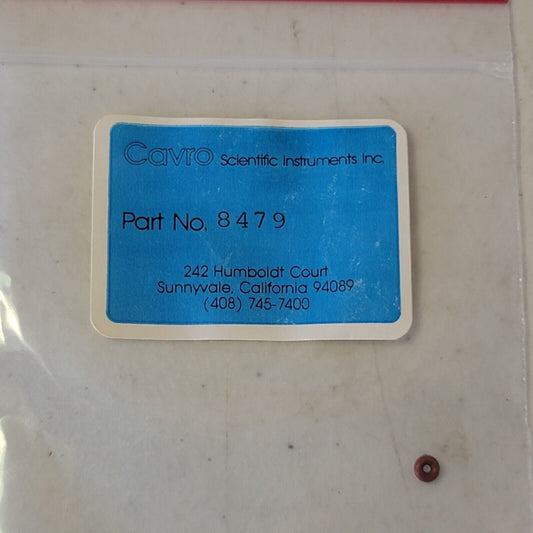 Cavro Scientific Instruments Inc.
Part No. 8479
242 Humboldt Court
Sunnyvale, California 94089
(408) 745-7400